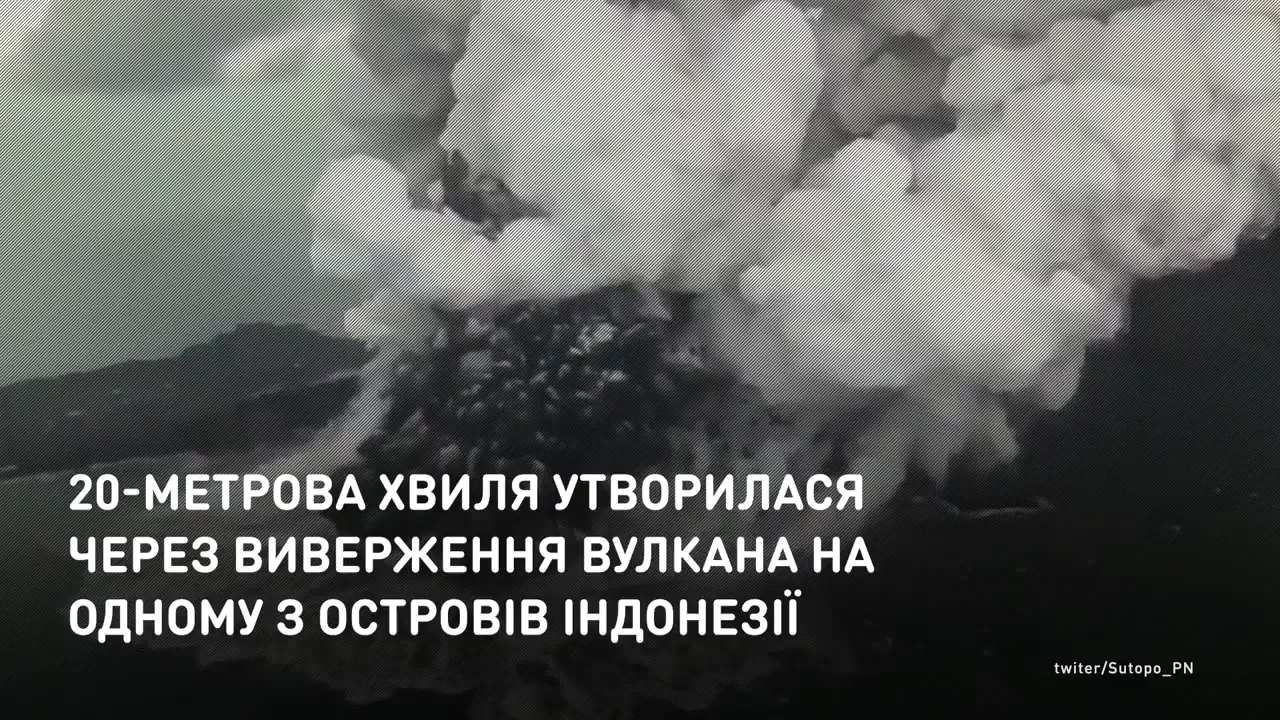 20-МЕТРОВА ХВИЛЯ УТВОРИЛАСЯ
ЧЕРЕЗ ВИВЕРЖЕННЯ ВУЛКАНА НА
ОДНОМУ З ОСТРОВІВ ІНДОНЕЗІЇ
twiter/Sutopo_PN